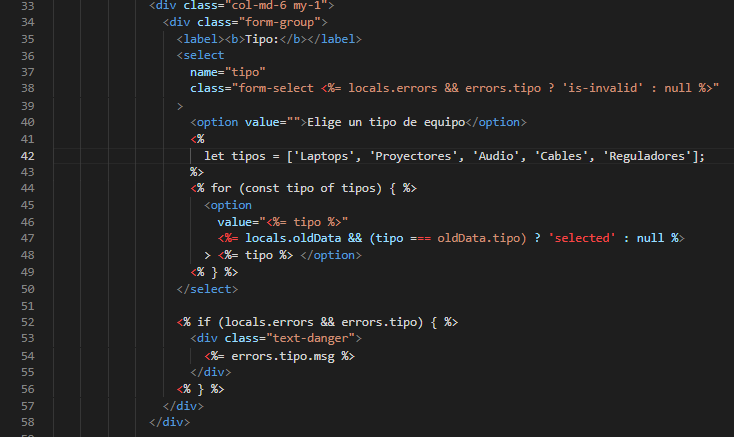 33 <div class="col-md-6 my-1">
34 <div class="form-group">
35 <label><b>Tipo:</b></label>
36 <select
37 name="tipo"
38 class="form-select <%= locals.errors && errors.tipo ? 'is-invalid' : null %>"
39 >
40 <option value="">Elige un tipo de equipo</option>
41 <%
42 let tipos = ['Laptops', 'Proyectores', 'Audio', 'Cables', 'Reguladores'];
43 %>
44 <% for (const tipo of tipos) { %>
45 <option
46 value="<%= tipo %>"
47 <%= locals.oldData && (tipo === oldData.tipo) ? 'selected' : null %>
48 > <%= tipo %> </option>
49 <% } %>
50 </select>
51
52 <% if (locals.errors && errors.tipo) { %>
53 <div class="text-danger">
54 <%= errors.tipo.msg %>
55 </div>
56 <% } %>
57 </div>
58 </div>